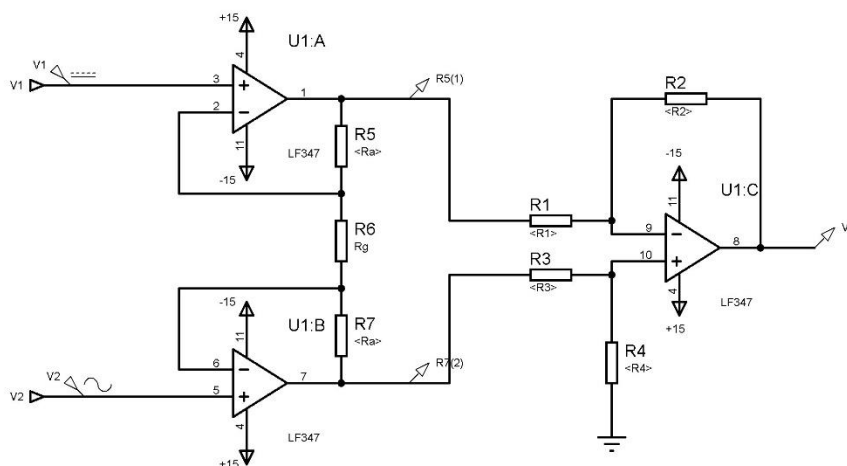 +15
U1:A
4
V1
V1
3
2
1
R5(1)
11
-15
LF347
R5
<Ra>
R2
<R2>
-15
U1:C
11
R1
<R1>
9
10
8
V
R6
Rg
R3
<R3>
4
+15
LF347
-15
11
U1:B
R7
<Ra>
R7(2)
6
5
7
V2
V2
4
+15
LF347
R4
<R4>